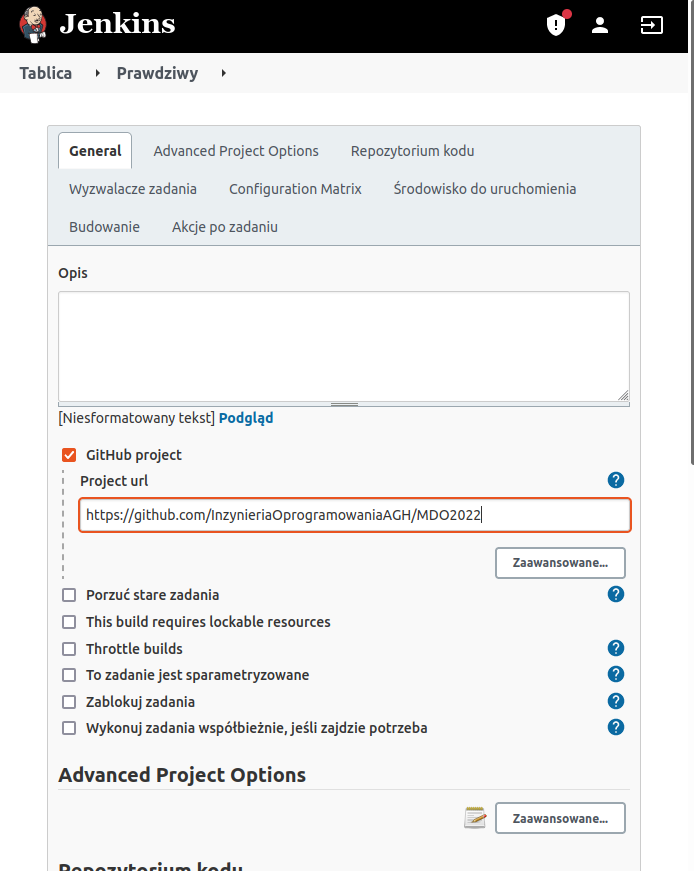 Jenkins
Tablica Prawdziwy
General Advanced Project Options Repozytorium kodu
Wyzwalacze zadania Configuration Matrix Środowisko do uruchomienia
Budowanie Akcje po zadaniu
Opis
[Niesformatowany tekst] Podgląd
GitHub project
Project url ?
https://github.com/InzynieriaOprogramowaniaAGH/MDO2022
Zaawansowane...
Porzuć stare zadania ?
This build requires lockable resources
Throttle builds ?
To zadanie jest sparametryzowane ?
Zablokuj zadania ?
Wykonuj zadania współbieżnie, jeśli zajdzie potrzeba ?
Advanced Project Options
Zaawansowane...
Repozytorium kodu